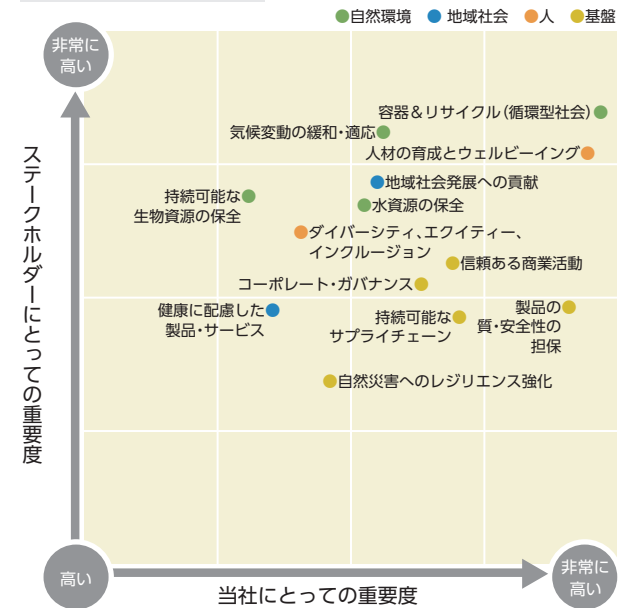 ●自然環境 ●地域社会 ●人 ●基盤
非常に
高い
容器＆リサイクル（循環型社会）
気候変動の緩和・適応
人材の育成とウェルビーイング
地域社会発展への貢献
持続可能な
生物資源の保全
水資源の保全
ダイバーシティ、エクイティー、
インクルージョン
信頼ある商業活動
コーポレート・ガバナンス
健康に配慮した
製品・サービス
持続可能な
サプライチェーン
製品の
質・安全性の
担保
自然災害へのレジリエンス強化
ステークホルダーにとっての重要度
高い
当社にとっての重要度
非常に
高い